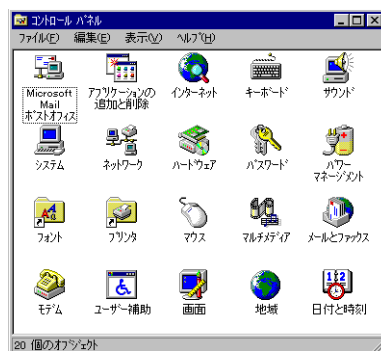 コントロール パネル
ファイル(F) 編集(E) 表示(V) ヘルプ(H)
Microsoft
Mail
ポストオフィス
アプリケーションの
追加と削除
インターネット
キーボード
サウンド
システム
ネットワーク
ハードウェア
パスワード
パワー
マネージメント
フォント
プリンタ
マウス
マルチメディア
メールとファックス
モデム
ユーザー補助
画面
地域
日付と時刻
20 個のオブジェクト